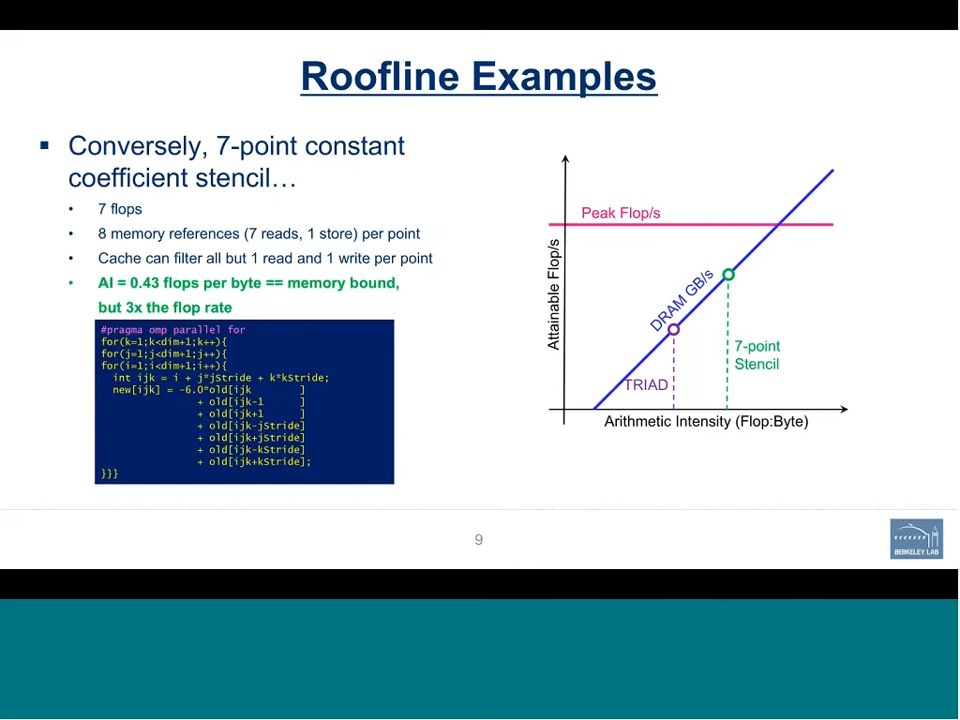 Roofline Examples
▪ Conversely, 7-point constant
coefficient stencil…
• 7 flops
• 8 memory references (7 reads, 1 store) per point
• Cache can filter all but 1 read and 1 write per point
• AI = 0.43 flops per byte == memory bound,
but 3x the flop rate
#pragma omp parallel for
for(k=1;k<dim+1;k++){
for(j=1;j<dim+1;j++){
for(i=1;i<dim+1;i++){
int ijk = i + j*jStride + k*kStride;
new[ijk] = -6.0*old[ijk ]
+ old[ijk-1 ]
+ old[ijk+1 ]
+ old[ijk-jStride]
+ old[ijk+jStride]
+ old[ijk-kStride]
+ old[ijk+kStride];
}}}
Peak Flop/s
Attainable Flop/s
DRAM GB/s
7-point
Stencil
TRIAD
Arithmetic Intensity (Flop:Byte)
9
BERKELEY LAB